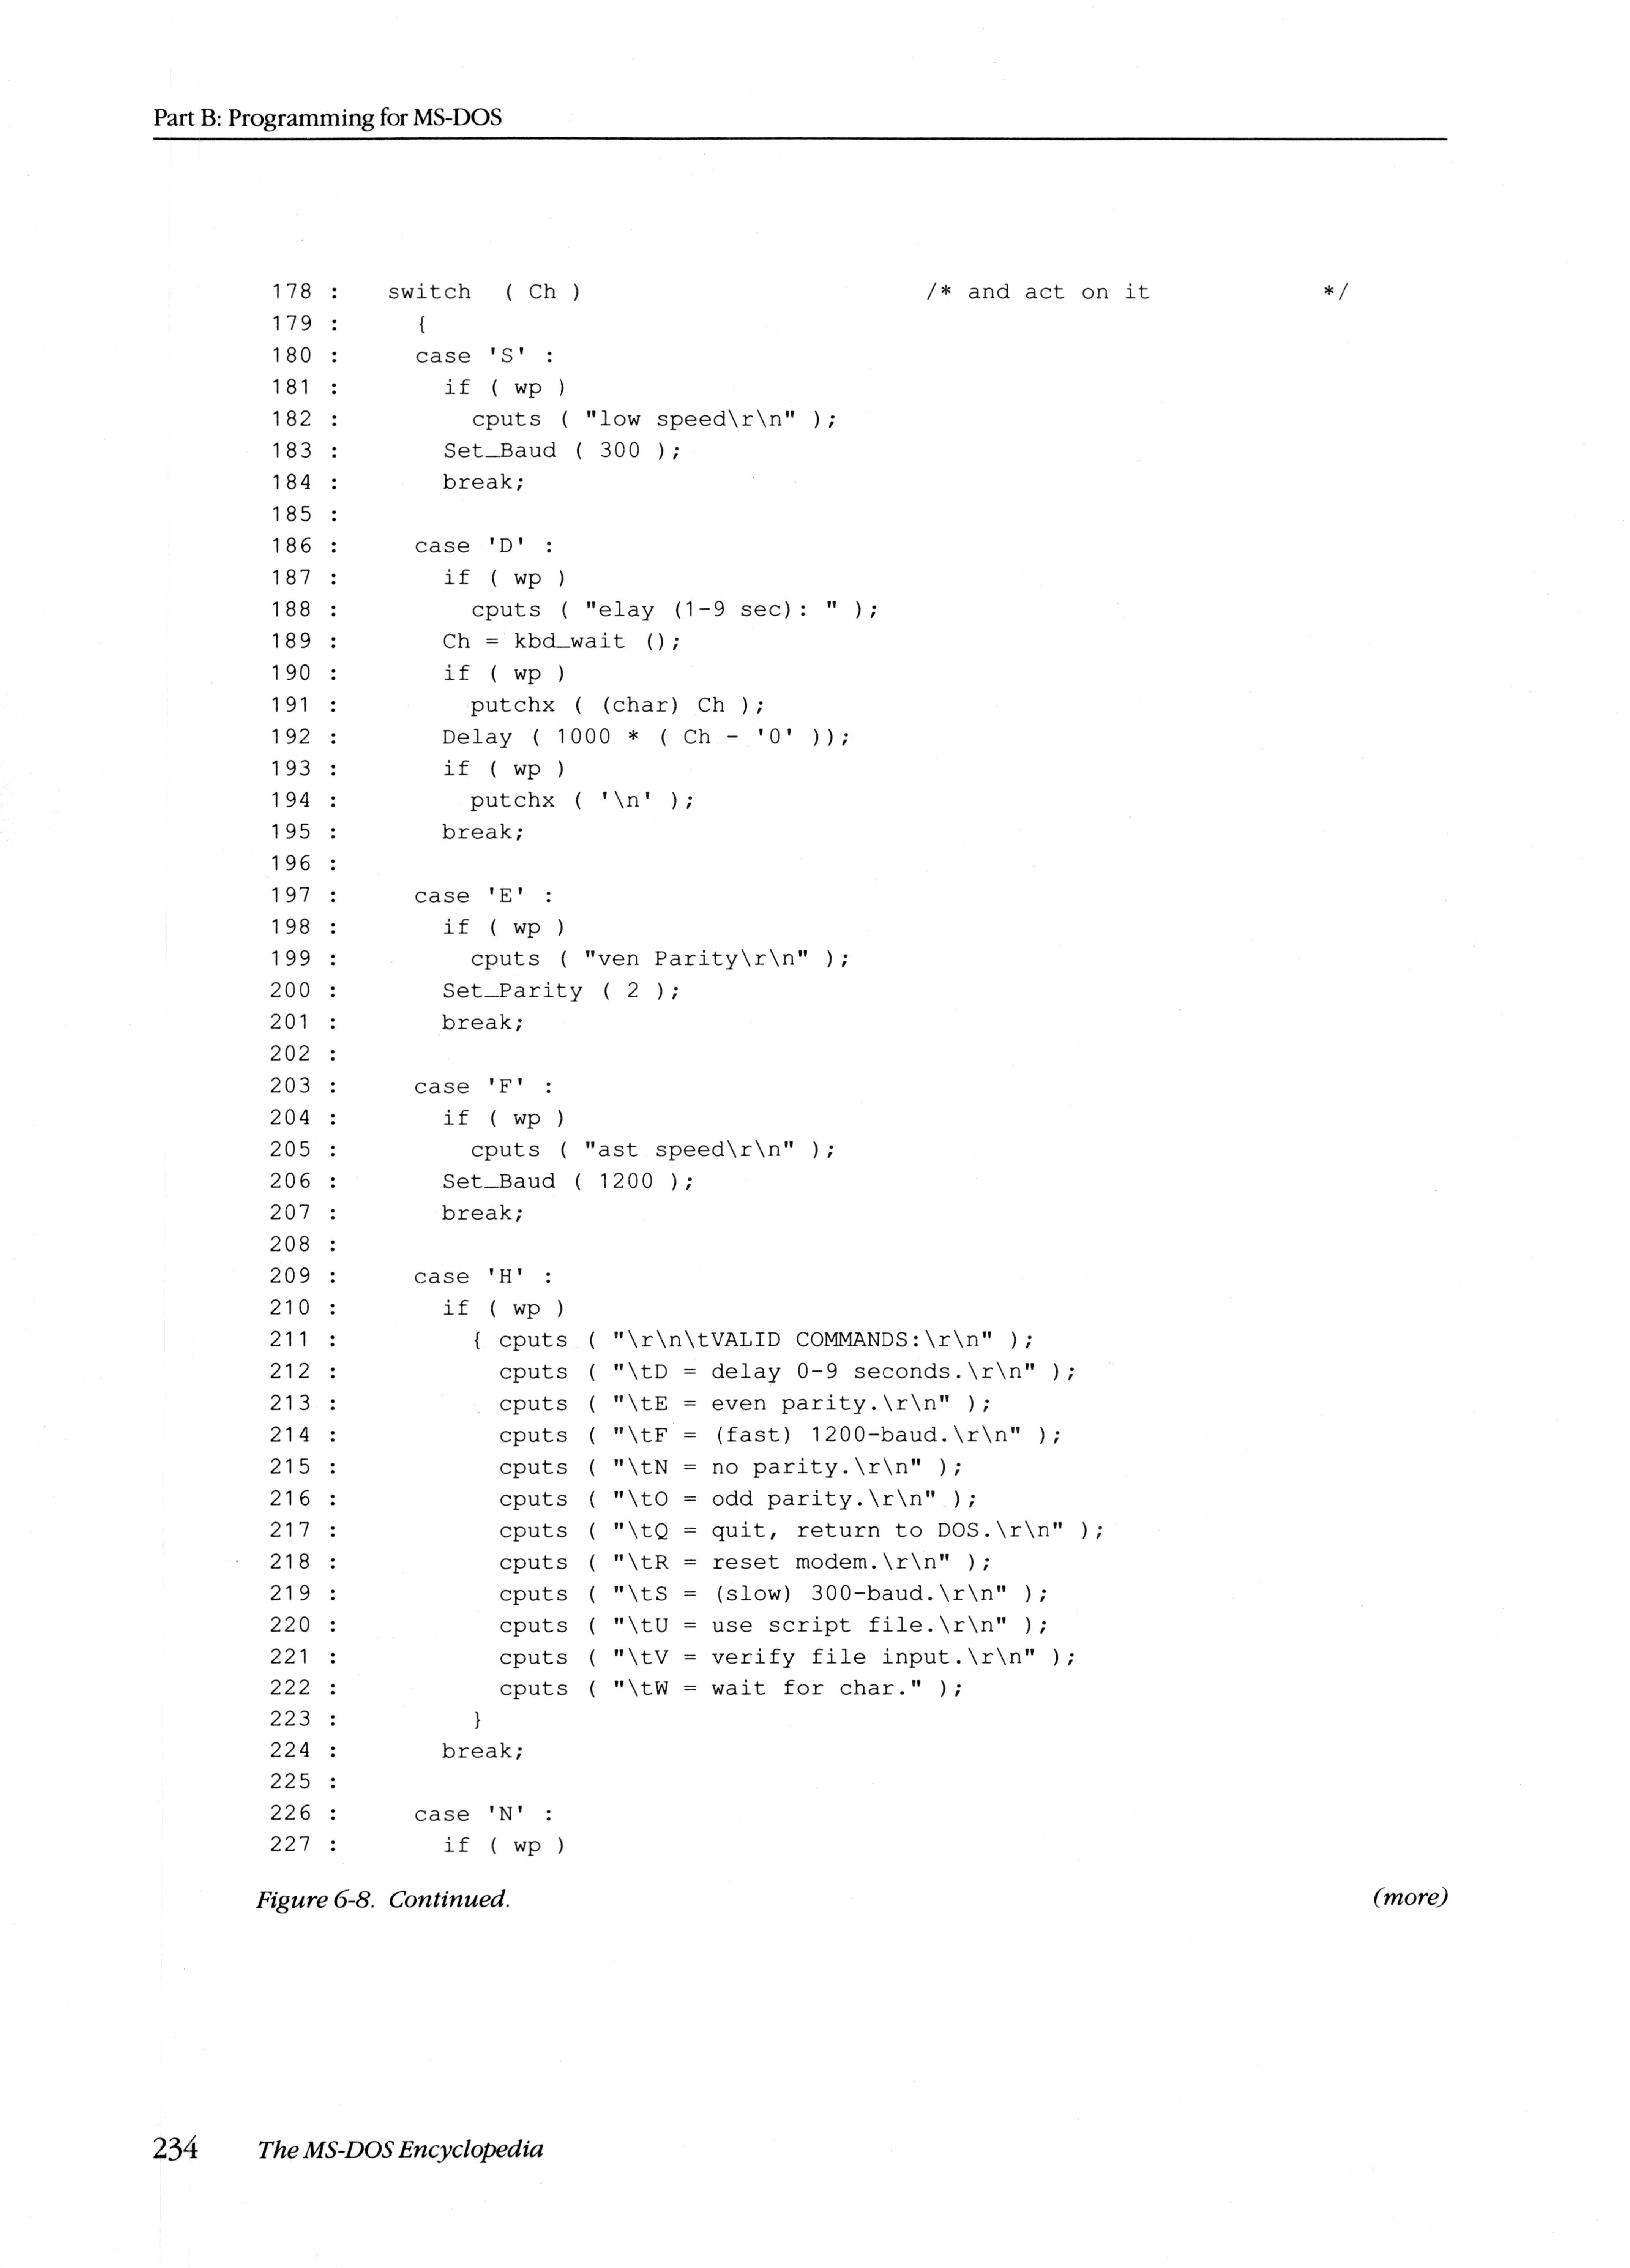 Part B: Programming for MS-DOS
178 :    switch  ( Ch )                         /* and act on it             */
179 :      {
180 :      case 'S' :
181 :        if ( wp )
182 :          cputs ( "low speed\r\n" );
183 :        Set_Baud ( 300 );
184 :        break;
185 :
186 :      case 'D' :
187 :        if ( wp )
188 :          cputs ( "elay (1-9 sec): " );
189 :        Ch = kbd_wait ();
190 :        if ( wp )
191 :          putchx ( (char) Ch );
192 :        Delay ( 1000 * ( Ch - '0' ));
193 :        if ( wp )
194 :          putchx ( '\n' );
195 :        break;
196 :
197 :      case 'E' :
198 :        if ( wp )
199 :          cputs ( "ven Parity\r\n" );
200 :        Set_Parity ( 2 );
201 :        break;
202 :
203 :      case 'F' :
204 :        if ( wp )
205 :          cputs ( "ast speed\r\n" );
206 :        Set_Baud ( 1200 );
207 :        break;
208 :
209 :      case 'H' :
210 :        if ( wp )
211 :          { cputs ( "\r\n\tVALID COMMANDS:\r\n" );
212 :            cputs ( "\tD = delay 0-9 seconds.\r\n" );
213 :            cputs ( "\tE = even parity.\r\n" );
214 :            cputs ( "\tF = (fast) 1200-baud.\r\n" );
215 :            cputs ( "\tN = no parity.\r\n" );
216 :            cputs ( "\tO = odd parity.\r\n" );
217 :            cputs ( "\tQ = quit, return to DOS.\r\n" );
218 :            cputs ( "\tR = reset modem.\r\n" );
219 :            cputs ( "\tS = (slow) 300-baud.\r\n" );
220 :            cputs ( "\tU = use script file.\r\n" );
221 :            cputs ( "\tV = verify file input.\r\n" );
222 :            cputs ( "\tW = wait for char." );
223 :          }
224 :        break;
225 :
226 :      case 'N' :
227 :        if ( wp )
Figure 6-8. Continued. (more)
234 The MS-DOS Encyclopedia